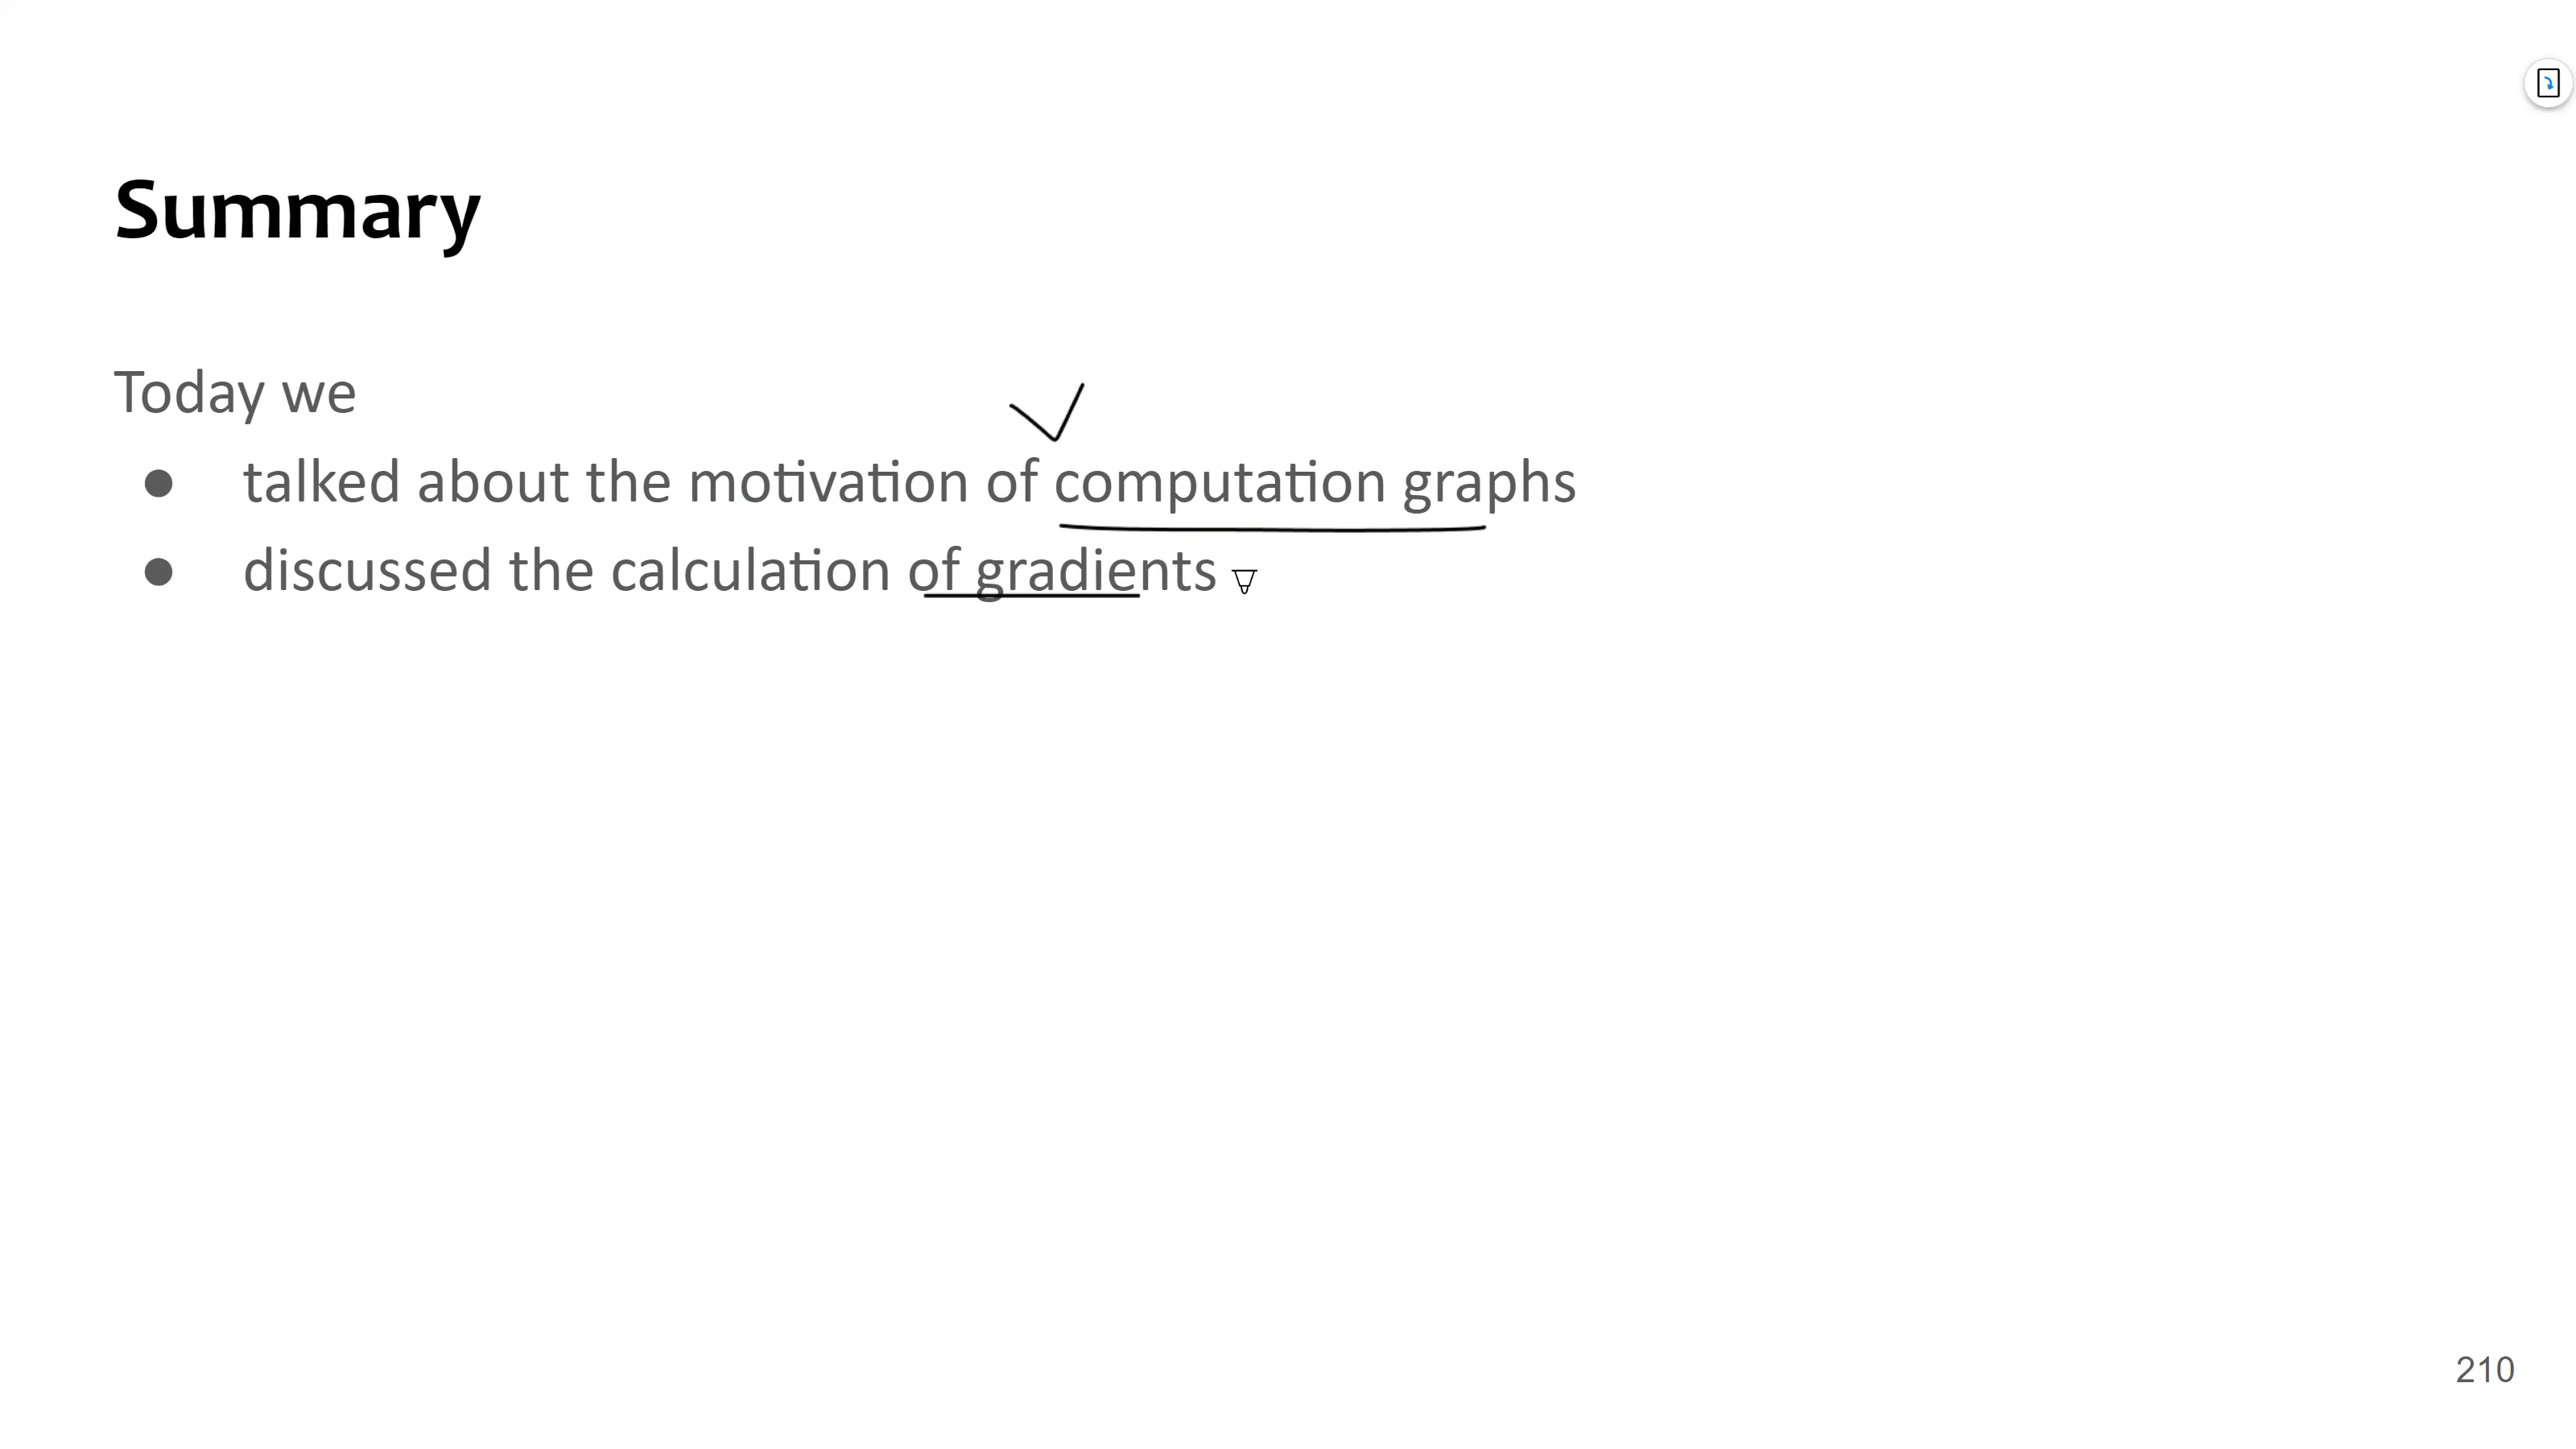 Summary
Today we
● talked about the motivation of computation graphs
● discussed the calculation of gradients
210